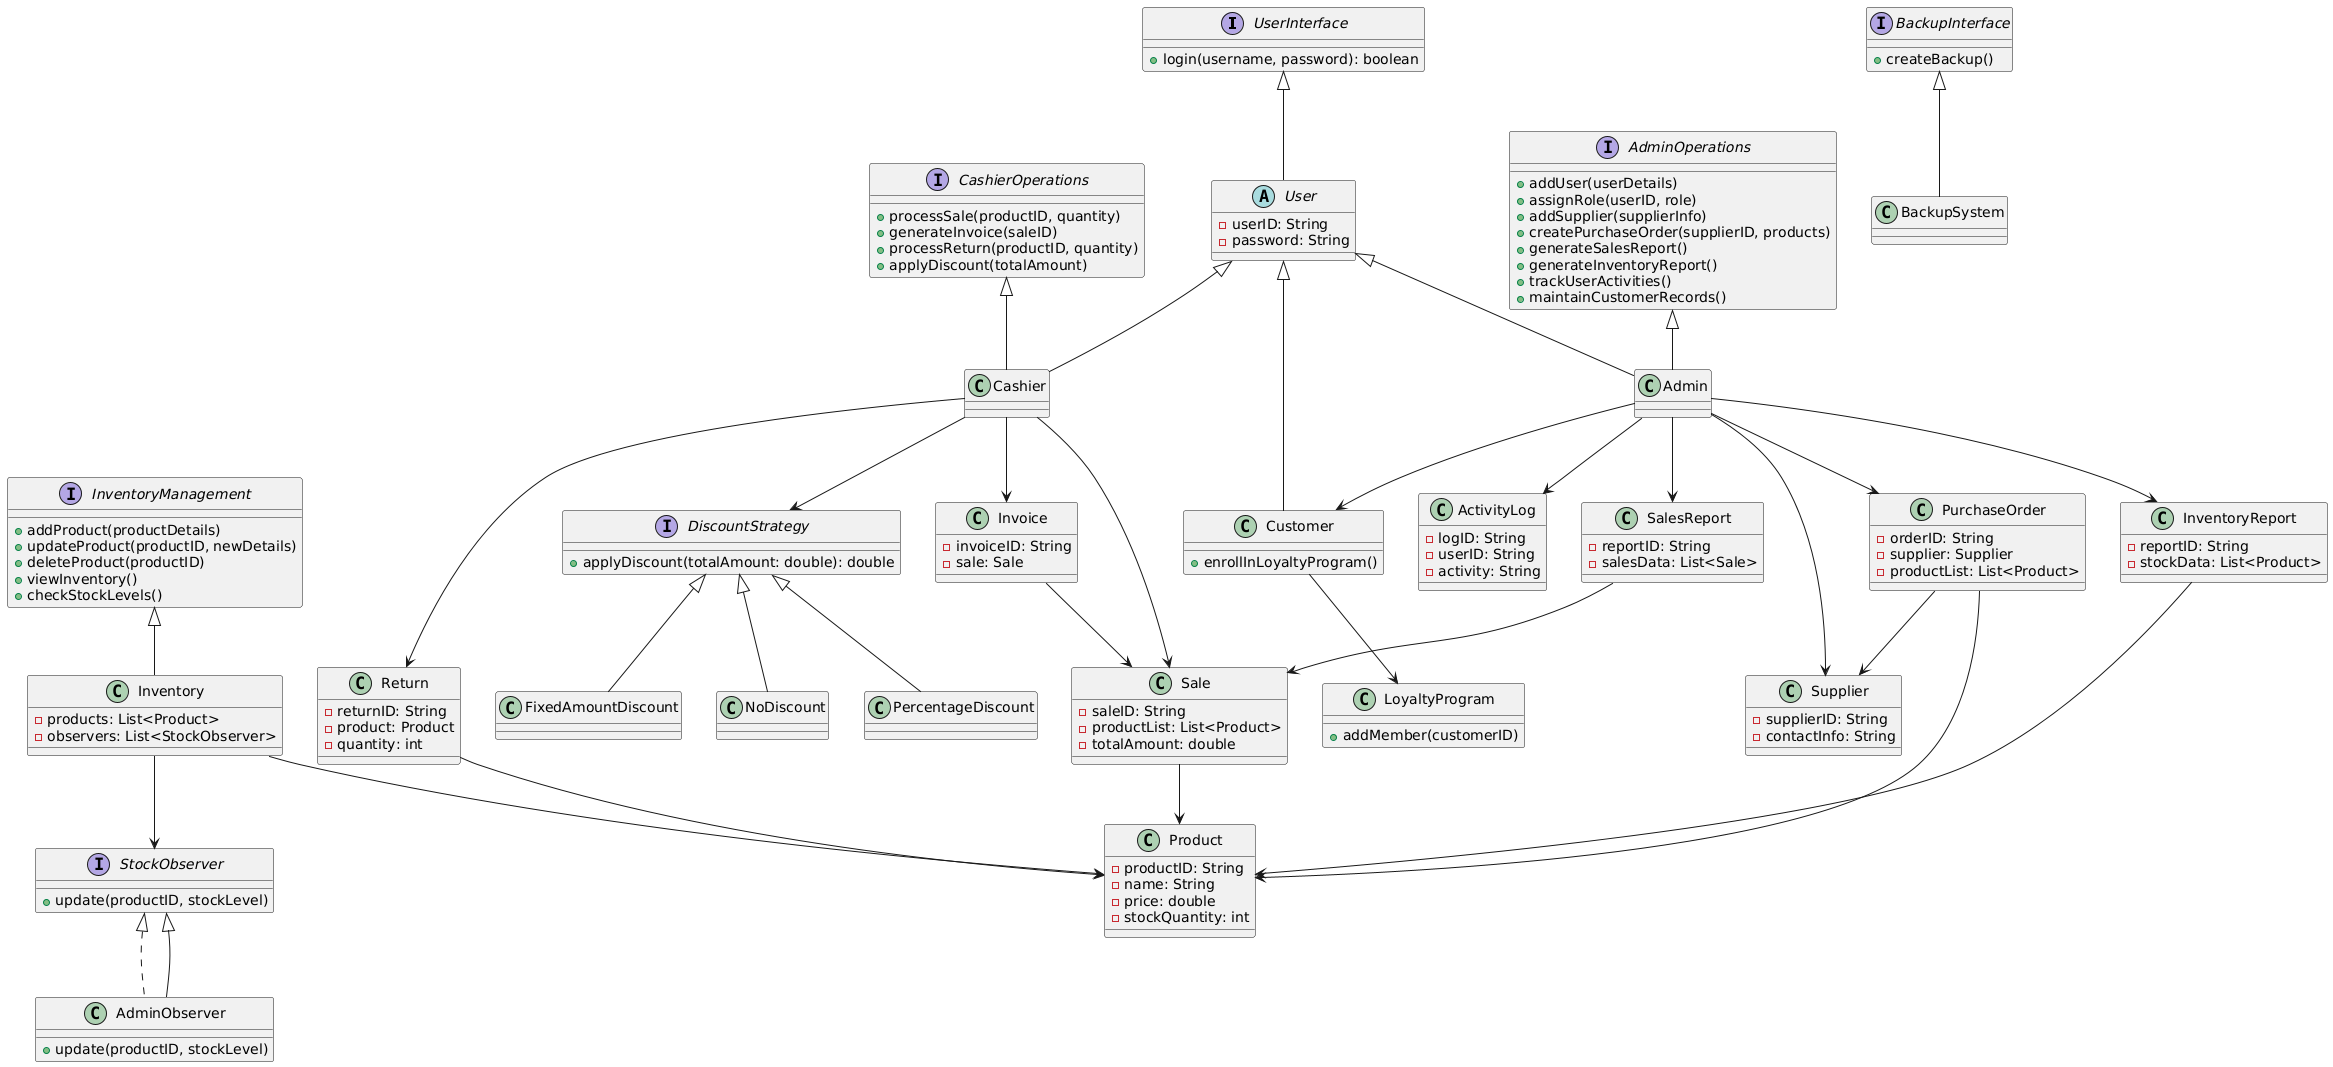 I UserInterface
login(username, password): boolean
I BackupInterface
createBackup()
I CashierOperations
processSale(productID, quantity)
generateInvoice(saleID)
processReturn(productID, quantity)
applyDiscount(totalAmount)
A User
userID: String
password: String
I AdminOperations
addUser(userDetails)
assignRole(userID, role)
addSupplier(supplierInfo)
createPurchaseOrder(supplierID, products)
generateSalesReport()
generateInventoryReport()
trackUserActivities()
maintainCustomerRecords()
C BackupSystem
C Cashier
C Admin
I InventoryManagement
addProduct(productDetails)
updateProduct(productID, newDetails)
deleteProduct(productID)
viewInventory()
checkStockLevels()
I DiscountStrategy
applyDiscount(totalAmount: double): double
C Invoice
invoiceID: String
sale: Sale
C Customer
enrollInLoyaltyProgram()
C ActivityLog
logID: String
userID: String
activity: String
C SalesReport
reportID: String
salesData: List<Sale>
C PurchaseOrder
orderID: String
supplier: Supplier
productList: List<Product>
C InventoryReport
reportID: String
stockData: List<Product>
C Inventory
products: List<Product>
observers: List<StockObserver>
C Return
returnID: String
product: Product
quantity: int
C FixedAmountDiscount
C NoDiscount
C PercentageDiscount
C Sale
saleID: String
productList: List<Product>
totalAmount: double
C LoyaltyProgram
addMember(customerID)
C Supplier
supplierID: String
contactInfo: String
I StockObserver
update(productID, stockLevel)
C Product
productID: String
name: String
price: double
stockQuantity: int
C AdminObserver
update(productID, stockLevel)